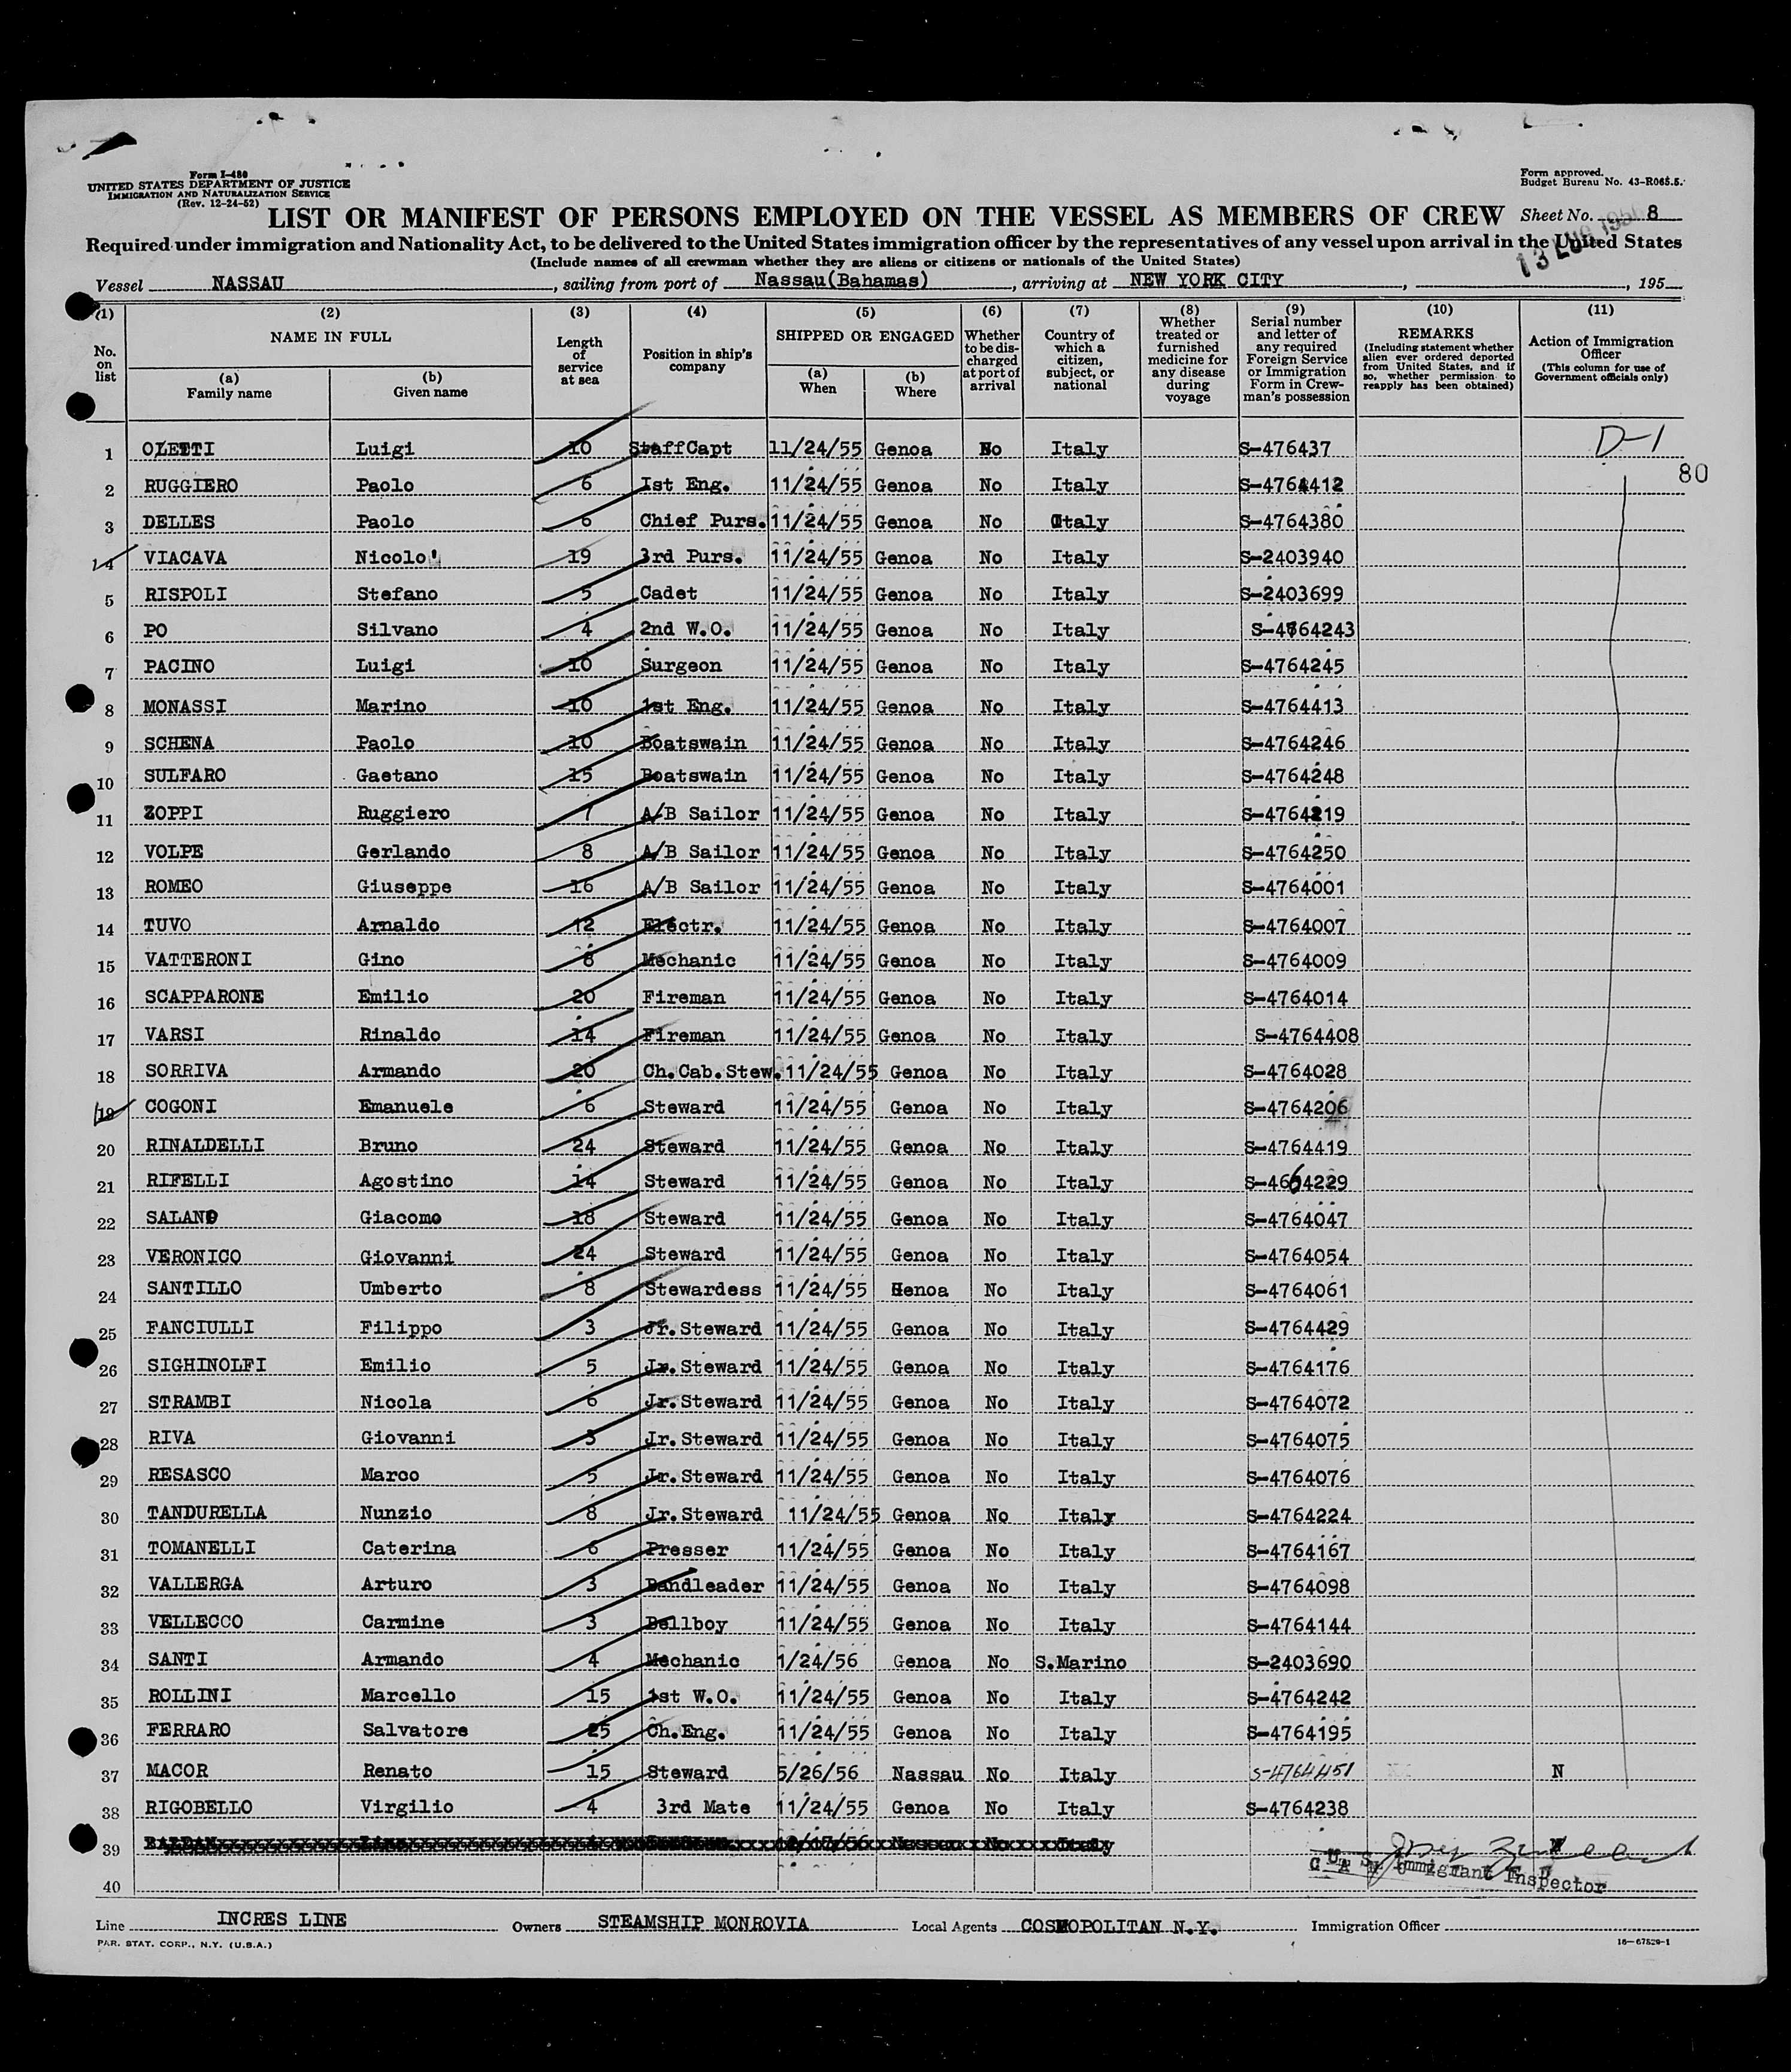 Form I-480
UNITED STATES DEPARTMENT OF JUSTICE
IMMIGRATION AND NATURALIZATION SERVICE
(Rev. 12-24-52)
Form approved.
Budget Bureau No. 43-R068.5.
LIST OR MANIFEST OF PERSONS EMPLOYED ON THE VESSEL AS MEMBERS OF CREW Sheet No. 8
13 LUG 1956
Required under immigration and Nationality Act, to be delivered to the United States immigration officer by the representatives of any vessel upon arrival in the United States
(Include names of all crewman whether they are aliens or citizens or nationals of the United States)
Vessel NASSAU, sailing from port of Nassau(Bahamas), arriving at NEW YORK CITY, , 195
(1) No. on list
(2) NAME IN FULL
(a) Family name
(b) Given name
(3) Length of service at sea
(4) Position in ship's company
(5) SHIPPED OR ENGAGED
(a) When
(b) Where
(6) Whether to be discharged at port of arrival
(7) Country of which a citizen, subject, or national
(8) Whether treated or furnished medicine for any disease during voyage
(9) Serial number and letter of any required Foreign Service or Immigration Form in Crewman's possession
(10) REMARKS (Including statement whether alien ever ordered deported from United States, and if so, whether permission to reapply has been obtained)
(11) Action of Immigration Officer (This column for use of Government officials only)
1 OLETTI Luigi 10 StaffCapt 11/24/55 Genoa No Italy S-476437 D-1
80
2 RUGGIERO Paolo 6 Ist Eng. 11/24/55 Genoa No Italy S-4764412
3 DELLES Paolo 6 Chief Purs. 11/24/55 Genoa No Italy S-4764380
4 VIACAVA Nicolo' 19 3rd Purs. 11/24/55 Genoa No Italy S-2403940
5 RISPOLI Stefano 5 Cadet 11/24/55 Genoa No Italy S-2403699
6 PO Silvano 4 2nd W.O. 11/24/55 Genoa No Italy S-4764243
7 PACINO Luigi 10 Surgeon 11/24/55 Genoa No Italy S-4764245
8 MONASSI Marino 10 1st Eng. 11/24/55 Genoa No Italy S-4764413
9 SCHENA Paolo 10 Boatswain 11/24/55 Genoa No Italy S-4764246
10 SULFARO Gaetano 15 Boatswain 11/24/55 Genoa No Italy S-4764248
11 ZOPPI Ruggiero 7 A/B Sailor 11/24/55 Genoa No Italy S-4764219
12 VOLPE Gerlando 8 A/B Sailor 11/24/55 Genoa No Italy S-4764250
13 ROMEO Giuseppe 16 A/B Sailor 11/24/55 Genoa No Italy S-4764001
14 TUVO Arnaldo 12 Electr. 11/24/55 Genoa No Italy S-4764007
15 VATTERONI Gino 8 Mechanic 11/24/55 Genoa No Italy S-4764009
16 SCAPPARONE Emilio 20 Fireman 11/24/55 Genoa No Italy S-4764014
17 VARSI Rinaldo 14 Fireman 11/24/55 Genoa No Italy S-4764408
18 SORRIVA Armando 20 Ch.Cab.Stew. 11/24/55 Genoa No Italy S-4764028
19 COGONI Emanuele 6 Steward 11/24/55 Genoa No Italy S-4764206
20 RINALDELLI Bruno 24 Steward 11/24/55 Genoa No Italy S-4764419
21 RIFELLI Agostino 14 Steward 11/24/55 Genoa No Italy S-4664229
22 SALANO Giacomo 18 Steward 11/24/55 Genoa No Italy S-4764047
23 VERONICO Giovanni 24 Steward 11/24/55 Genoa No Italy S-4764054
24 SANTILLO Umberto 8 Stewardess 11/24/55 Genoa No Italy S-4764061
25 FANCIULLI Filippo 3 Jr.Steward 11/24/55 Genoa No Italy S-4764429
26 SIGHINOLFI Emilio 5 Jr.Steward 11/24/55 Genoa No Italy S-4764176
27 STRAMBI Nicola 6 Jr.Steward 11/24/55 Genoa No Italy S-4764072
28 RIVA Giovanni 3 Jr.Steward 11/24/55 Genoa No Italy S-4764075
29 RESASCO Marco 5 Jr.Steward 11/24/55 Genoa No Italy S-4764076
30 TANDURELLA Nunzio 8 Jr.Steward 11/24/55 Genoa No Italy S-4764224
31 TOMANELLI Caterina 6 Presser 11/24/55 Genoa No Italy S-4764167
32 VALLERGA Arturo 3 Bandleader 11/24/55 Genoa No Italy S-4764098
33 VELLECCO Carmine 3 Bellboy 11/24/55 Genoa No Italy S-4764144
34 SANTI Armando 4 Mechanic 1/24/56 Genoa No S.Marino S-2403690
35 ROLLINI Marcello 15 1st W.O. 11/24/55 Genoa No Italy S-4764242
36 FERRARO Salvatore 25 Ch.Eng. 11/24/55 Genoa No Italy S-4764195
37 MACOR Renato 15 Steward 5/26/56 Nassau No Italy S-4764451 N
38 RIGOBELLO Virgilio 4 3rd Mate 11/24/55 Genoa No Italy S-4764238
39 Nassau No Italy
U. S. Immigrant Inspector
40
Line INCRES LINE Owners STEAMSHIP MONROVIA Local Agents COSMOPOLITAN N.Y. Immigration Officer
PAR. STAT. CORP., N.Y. (U.S.A.)
16-67529-1